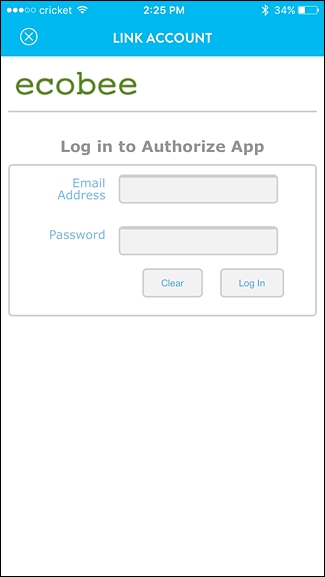 cricket 2:25 PM 34%
LINK ACCOUNT
ecobee
Log in to Authorize App
Email
Address
Password
Clear Log In